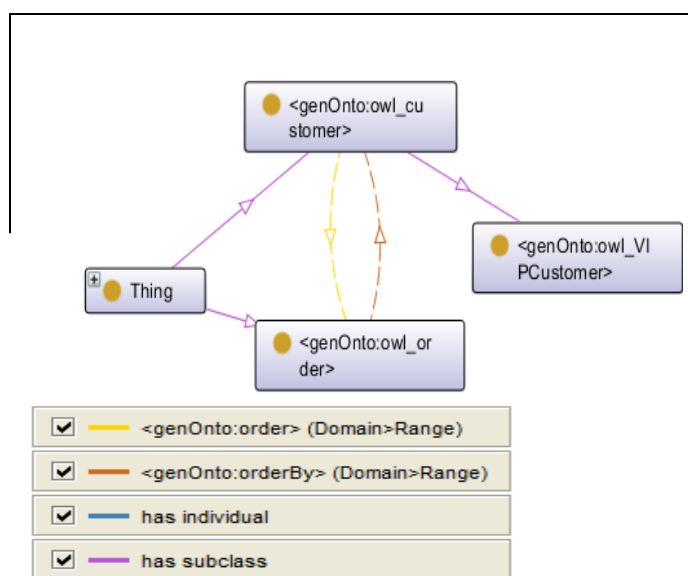 <genOnto:owl_cu
stomer>
<genOnto:owl_VI
PCustomer>
Thing
<genOnto:owl_or
der>
<genOnto:order> (Domain>Range)
<genOnto:orderBy> (Domain>Range)
has individual
has subclass